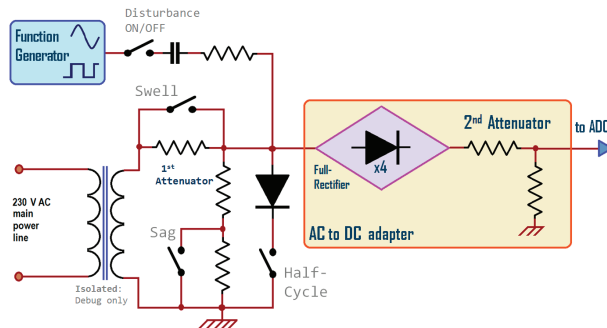 Disturbance
ON/OFF
Function
Generator
Swell
1st
Attenuator
2nd Attenuator
to ADC
x4
Full-
Rectifier
230 V AC
main
power
line
Sag
AC to DC adapter
Half-
Cycle
Isolated:
Debug only